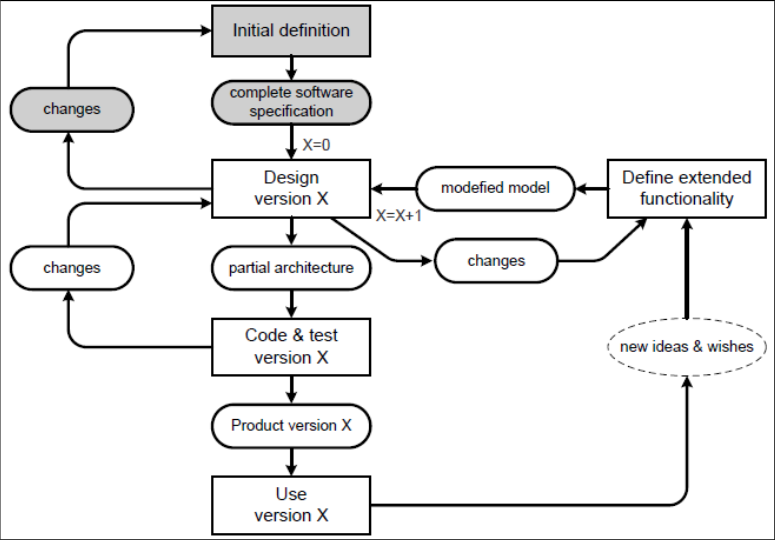 Initial definition
complete software
specification
changes
X=0
Design
version X
modefied model
Define extended
functionality
X=X+1
changes
partial architecture
changes
Code & test
version X
new ideas & wishes
Product version X
Use
version X